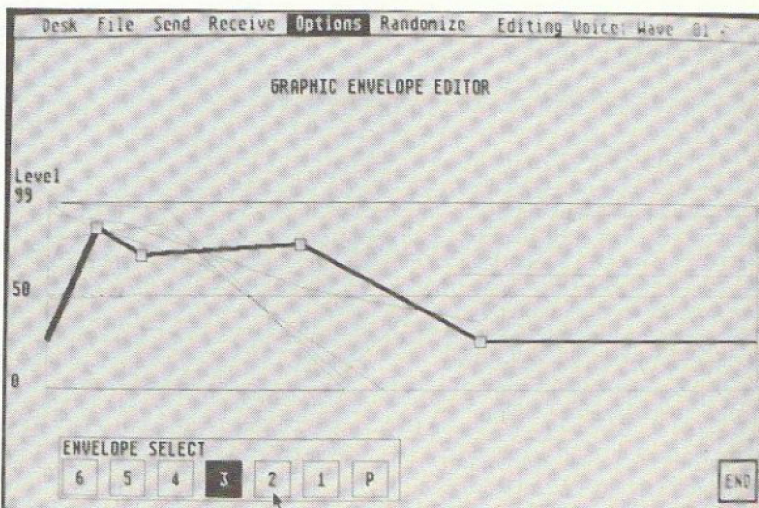 Desk File Send Receive Options Randomize Editing Voice: Wave 01
GRAPHIC ENVELOPE EDITOR
Level
99
50
0
ENVELOPE SELECT
6 5 4 3 2 1 P
END